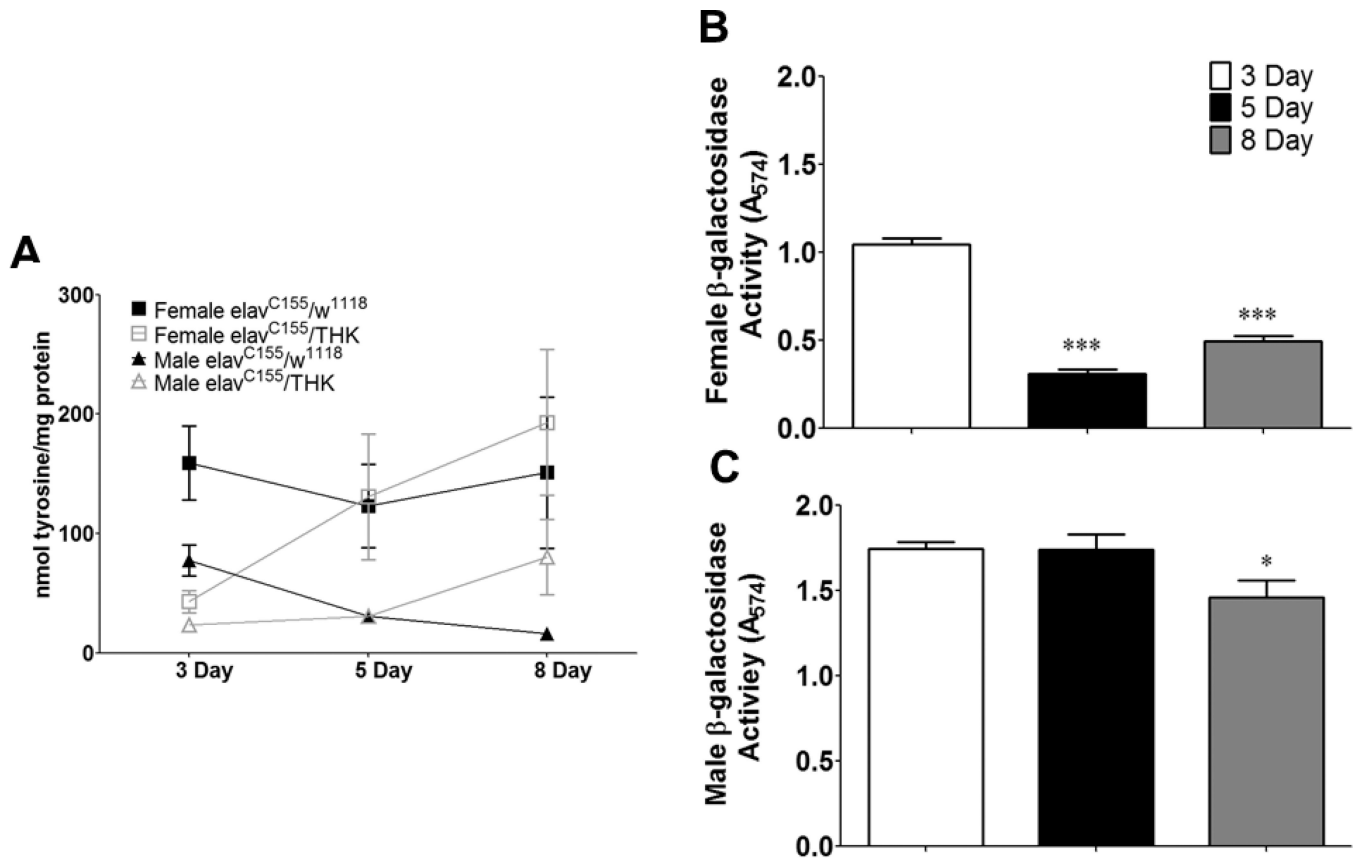 A
nmol tyrosine/mg protein
300
200
100
0
Female elavC155/w1118
Female elavC155/THK
Male elavC155/w1118
Male elavC155/THK
3 Day
5 Day
8 Day
B
Female β-galactosidase
Activity (A574)
2.0
1.5
1.0
0.5
0.0
3 Day
5 Day
8 Day
***
***
C
Male β-galactosidase
Activiey (A574)
2.0
1.5
1.0
0.5
0.0
*